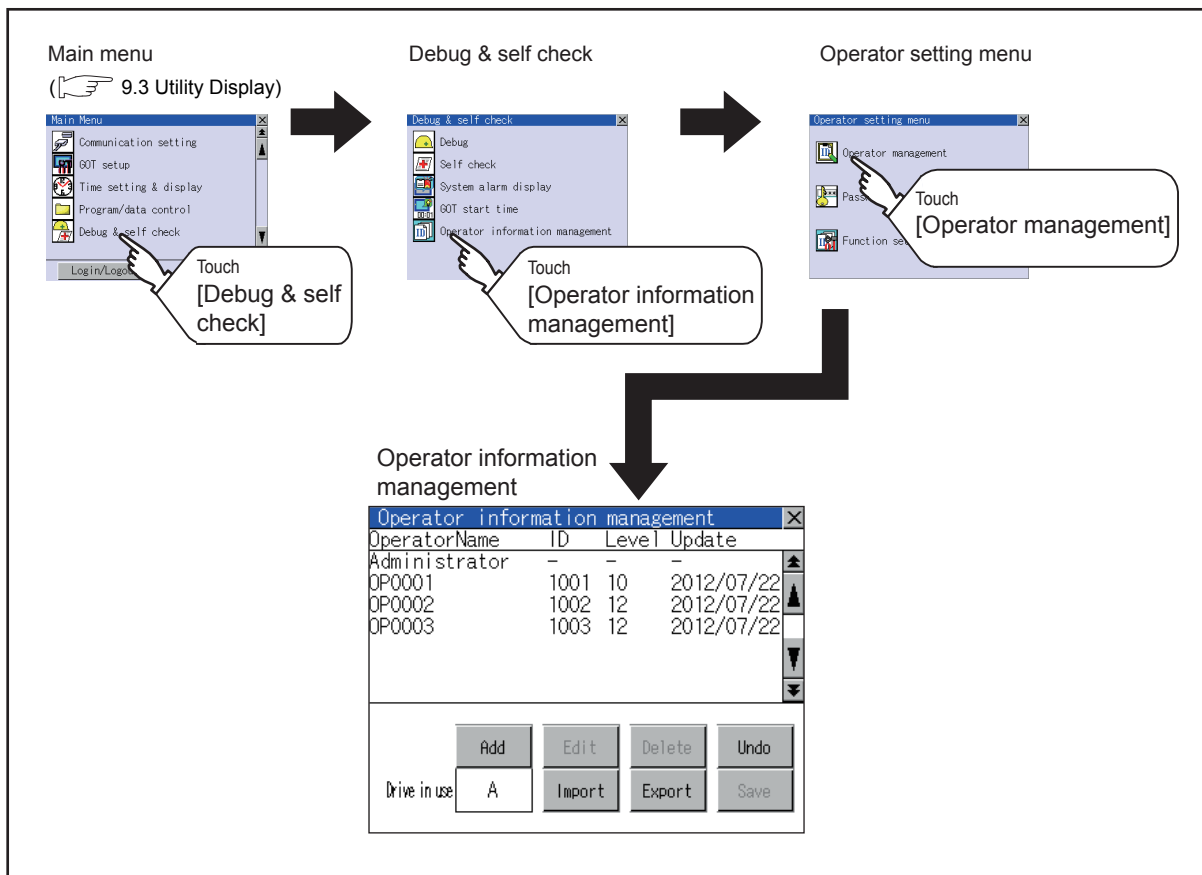 Main menu
( 9.3 Utility Display)
Main Menu
Communication setting
GOT setup
Time setting & display
Program/data control
Debug & self check
Touch
[Debug & self
check]
Debug & self check
Debug & self check
Debug
Self check
System alarm display
GOT start time
Operator information management
Touch
[Operator information
management]
Operator setting menu
Operator setting menu
Operator management
Function
Touch
[Operator management]
Operator information
management
Operator information management
OperatorName ID Level Update
Administrator – – –
OP0001 1001 10 2012/07/22
OP0002 1002 12 2012/07/22
OP0003 1003 12 2012/07/22
Add Edit Delete Undo
Drive in use A Import Export Save